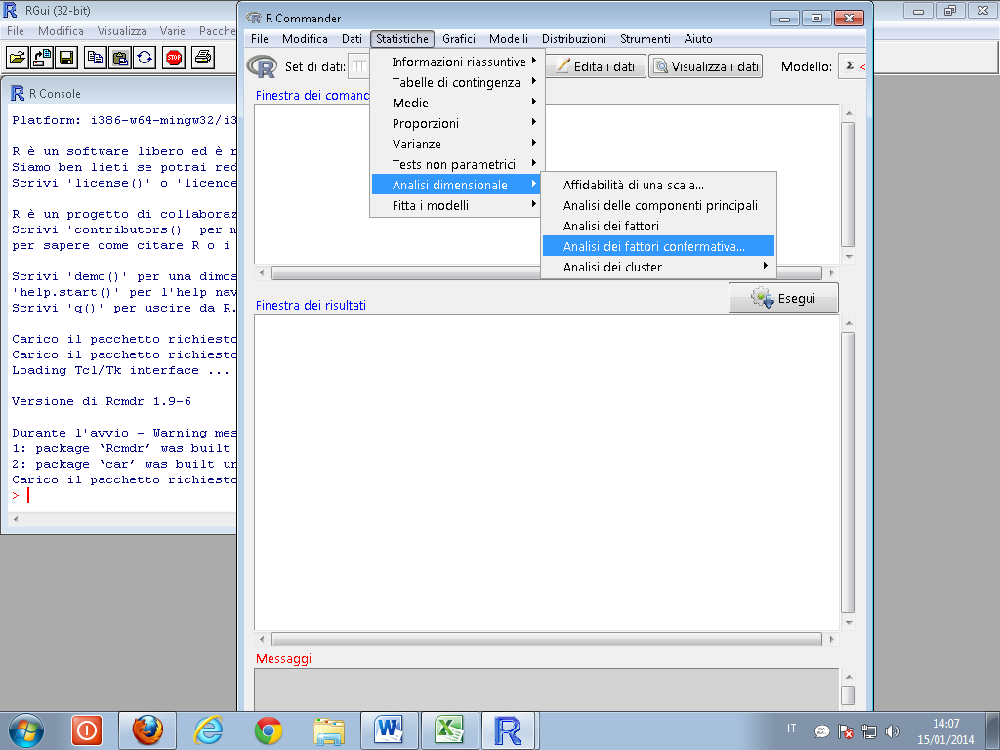 RGui (32-bit)
File Modifica Visualizza Varie Pacche
STOP
R Console
Platform: i386-w64-mingw32/i3
R è un software libero ed è r
Siamo ben lieti se potrai red
Scrivi 'license()' o 'licence
R è un progetto di collaboraz
Scrivi 'contributors()' per m
per sapere come citare R o i
Scrivi 'demo()' per una dimos
'help.start()' per l'help nav
Scrivi 'q()' per uscire da R.
Carico il pacchetto richiesto
Carico il pacchetto richiesto
Loading Tcl/Tk interface ...
Versione di Rcmdr 1.9-6
Durante l'avvio - Warning mes
1: package ‘Rcmdr’ was built
2: package ‘car’ was built un
Carico il pacchetto richiesto
>
R Commander
File Modifica Dati Statistiche Grafici Modelli Distribuzioni Strumenti Aiuto
Set di dati: Edita i dati Visualizza i dati Modello: Σ <
Finestra dei comand
Informazioni riassuntive
Tabelle di contingenza
Medie
Proporzioni
Varianze
Tests non parametrici
Analisi dimensionale
Fitta i modelli
Affidabilità di una scala...
Analisi delle componenti principali
Analisi dei fattori
Analisi dei fattori confermativa...
Analisi dei cluster
Esegui
Finestra dei risultati
Messaggi
IT
14:07
15/01/2014